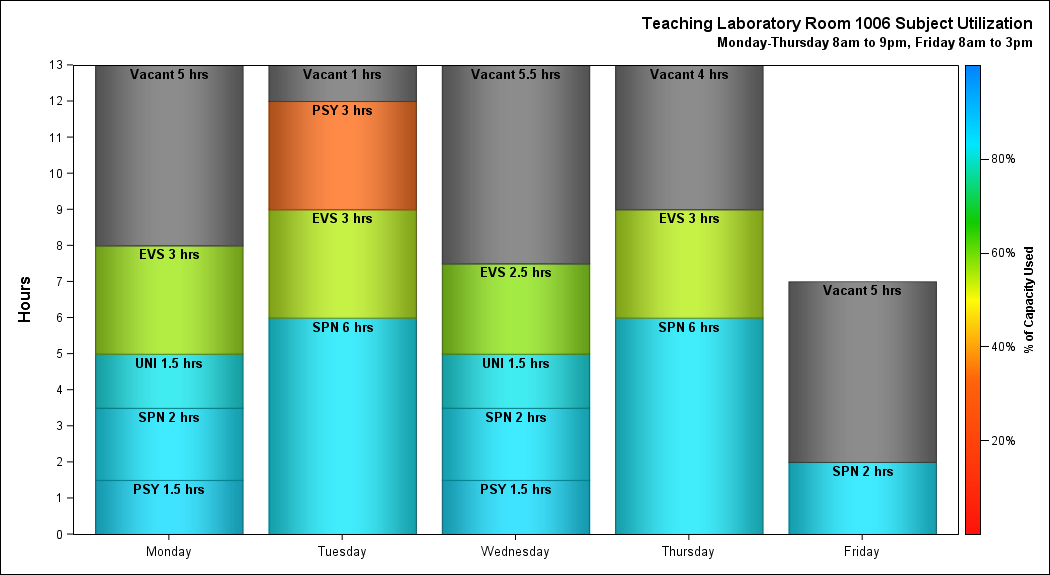 Teaching Laboratory Room 1006 Subject Utilization
Monday-Thursday 8am to 9pm, Friday 8am to 3pm
Hours
13
12
11
10
9
8
7
6
5
4
3
2
1
0
Vacant 5 hrs
EVS 3 hrs
UNI 1.5 hrs
SPN 2 hrs
PSY 1.5 hrs
Vacant 1 hrs
PSY 3 hrs
EVS 3 hrs
SPN 6 hrs
Vacant 5.5 hrs
EVS 2.5 hrs
UNI 1.5 hrs
SPN 2 hrs
PSY 1.5 hrs
Vacant 4 hrs
EVS 3 hrs
SPN 6 hrs
Vacant 5 hrs
SPN 2 hrs
Monday
Tuesday
Wednesday
Thursday
Friday
80%
60%
40%
20%
% of Capacity Used